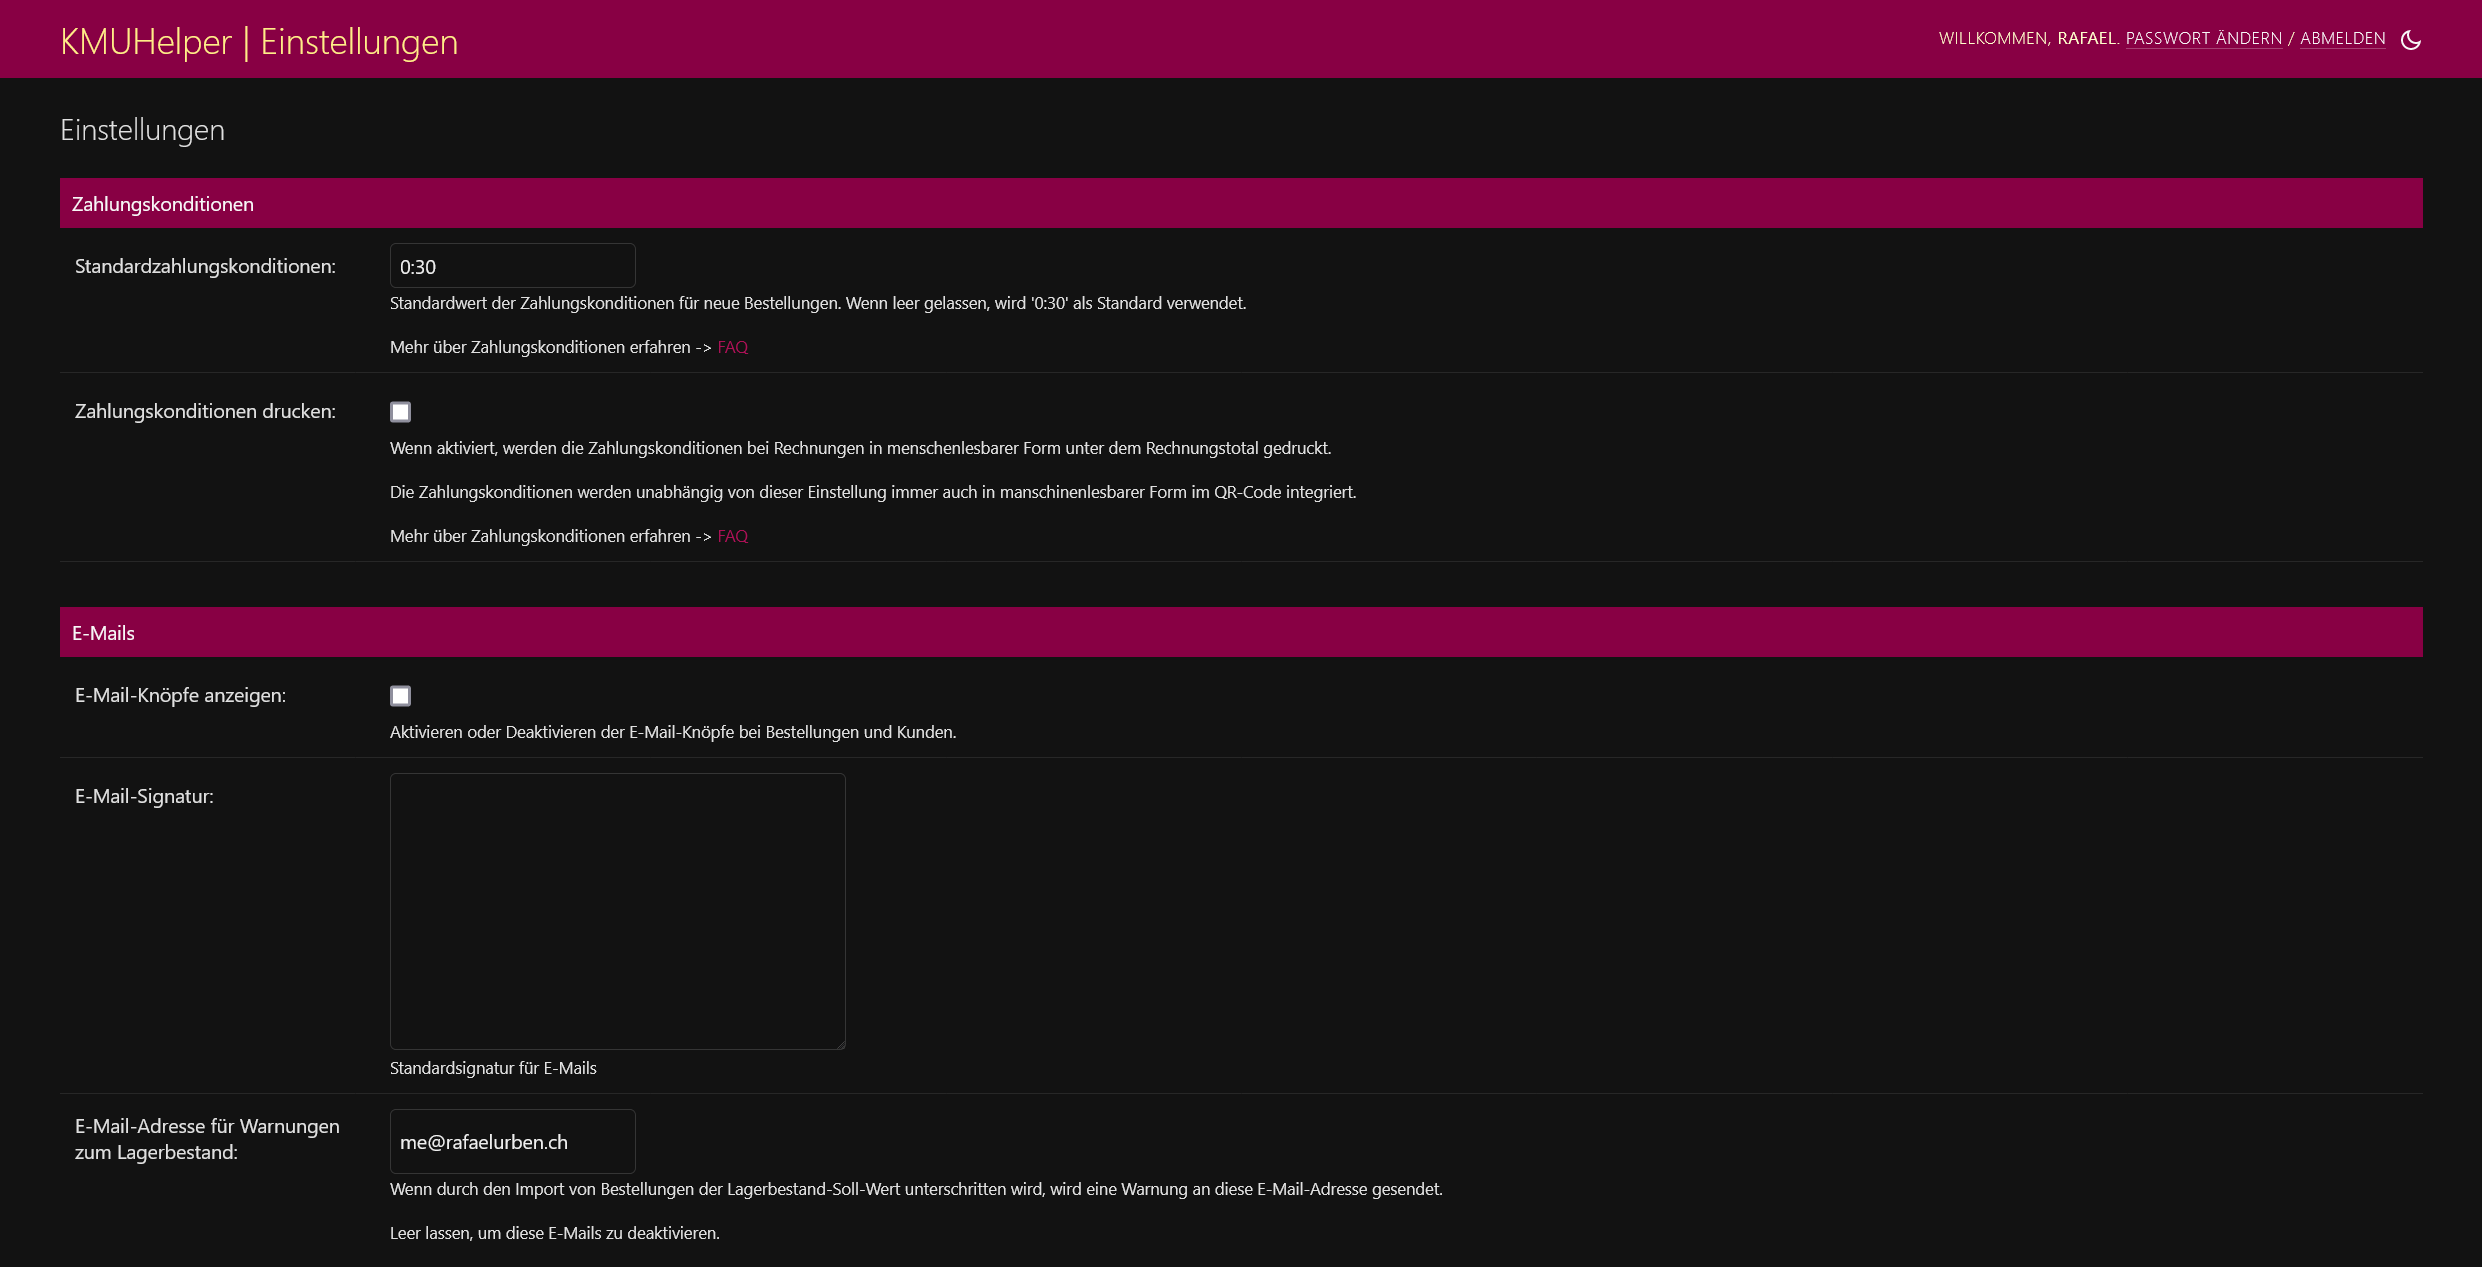 KMUHelper | Einstellungen
WILLKOMMEN, RAFAEL. PASSWORT ÄNDERN / ABMELDEN
Einstellungen
Zahlungskonditionen
Standardzahlungskonditionen:
0:30
Standardwert der Zahlungskonditionen für neue Bestellungen. Wenn leer gelassen, wird '0:30' als Standard verwendet.
Mehr über Zahlungskonditionen erfahren -> FAQ
Zahlungskonditionen drucken:
Wenn aktiviert, werden die Zahlungskonditionen bei Rechnungen in menschenlesbarer Form unter dem Rechnungstotal gedruckt.
Die Zahlungskonditionen werden unabhängig von dieser Einstellung immer auch in manschinenlesbarer Form im QR-Code integriert.
Mehr über Zahlungskonditionen erfahren -> FAQ
E-Mails
E-Mail-Knöpfe anzeigen:
Aktivieren oder Deaktivieren der E-Mail-Knöpfe bei Bestellungen und Kunden.
E-Mail-Signatur:
Standardsignatur für E-Mails
E-Mail-Adresse für Warnungen
zum Lagerbestand:
me@rafaelurben.ch
Wenn durch den Import von Bestellungen der Lagerbestand-Soll-Wert unterschritten wird, wird eine Warnung an diese E-Mail-Adresse gesendet.
Leer lassen, um diese E-Mails zu deaktivieren.